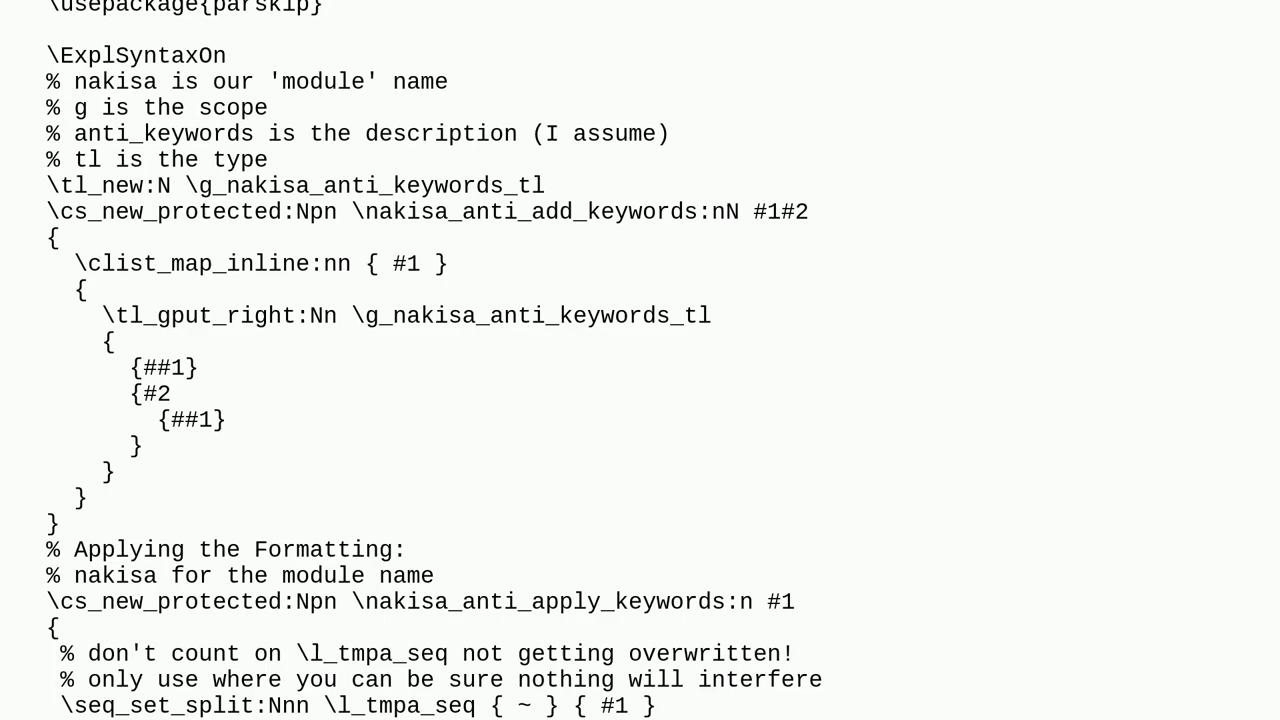 \usepackage{parskip}

\ExplSyntaxOn
% nakisa is our 'module' name
% g is the scope
% anti_keywords is the description (I assume)
% tl is the type
\tl_new:N \g_nakisa_anti_keywords_tl
\cs_new_protected:Npn \nakisa_anti_add_keywords:nN #1#2
{
  \clist_map_inline:nn { #1 }
  {
    \tl_gput_right:Nn \g_nakisa_anti_keywords_tl
    {
      {##1}
      {#2
        {##1}
      }
    }
  }
}
% Applying the Formatting:
% nakisa for the module name
\cs_new_protected:Npn \nakisa_anti_apply_keywords:n #1
{
 % don't count on \l_tmpa_seq not getting overwritten!
 % only use where you can be sure nothing will interfere
 \seq_set_split:Nnn \l_tmpa_seq { ~ } { #1 }